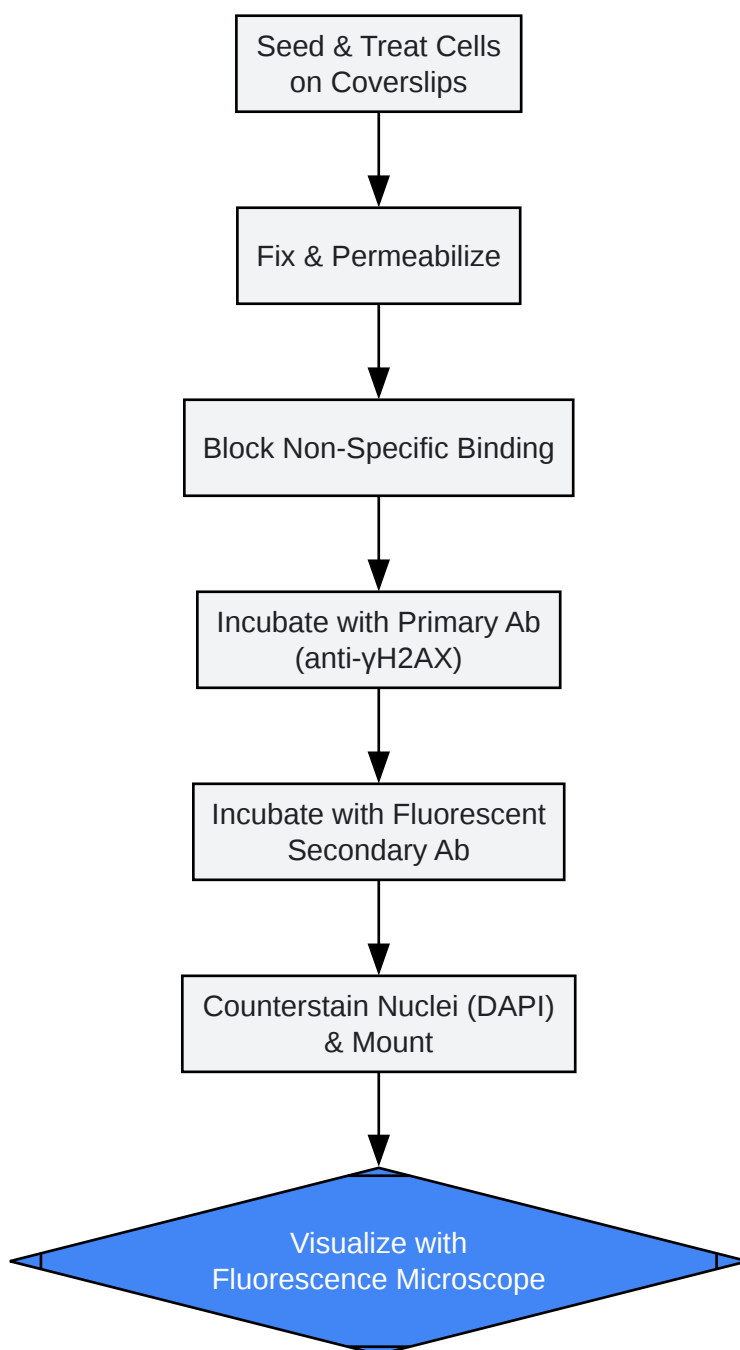 Seed & Treat Cells
on Coverslips
Fix & Permeabilize
Block Non-Specific Binding
Incubate with Primary Ab
(anti-γH2AX)
Incubate with Fluorescent
Secondary Ab
Counterstain Nuclei (DAPI)
& Mount
Visualize with
Fluorescence Microscope